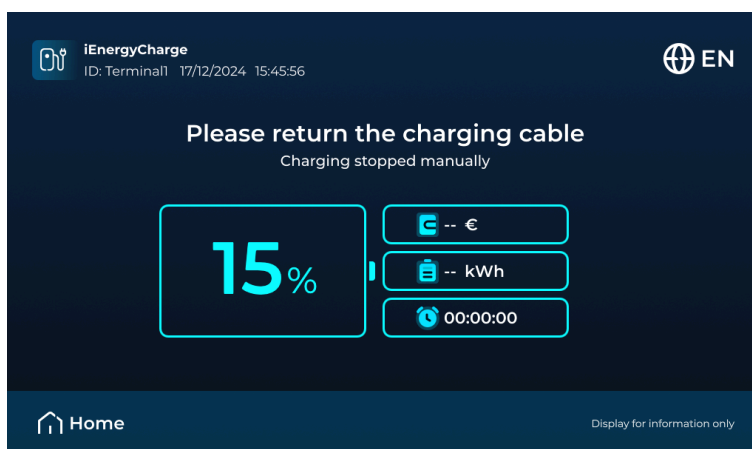 iEnergyCharge
ID: Terminal1 17/12/2024 15:45:56
EN
Please return the charging cable
Charging stopped manually
15%
-- €
-- kWh
00:00:00
Home
Display for information only